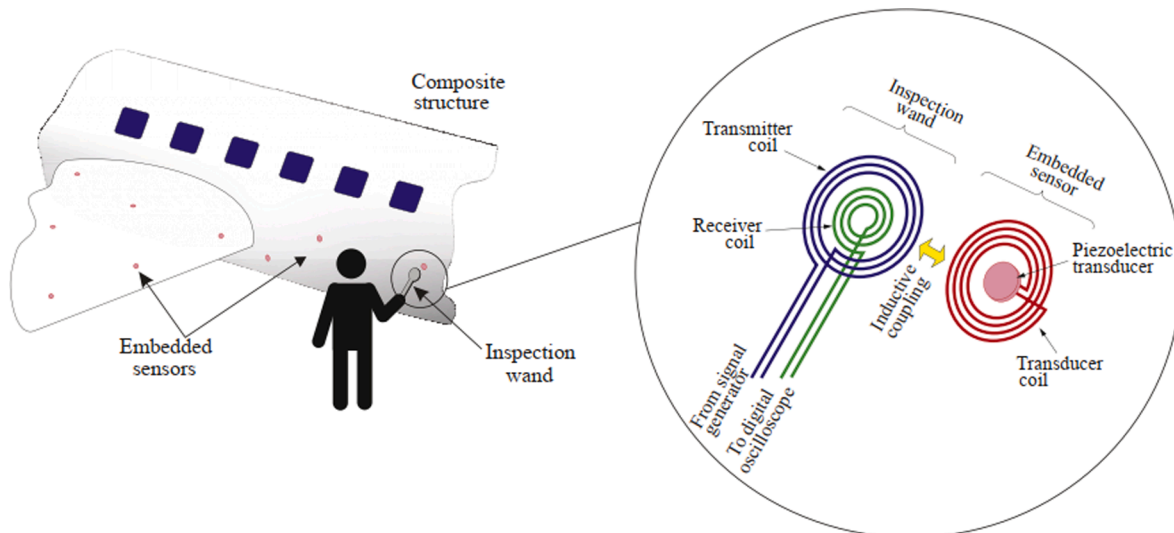 Composite
structure
Embedded
sensors
Inspection
wand
Inspection
wand
Transmitter
coil
Embedded
sensor
Receiver
coil
Piezoelectric
transducer
Inductive
coupling
Transducer
coil
From signal
generator
To digital
oscilloscope